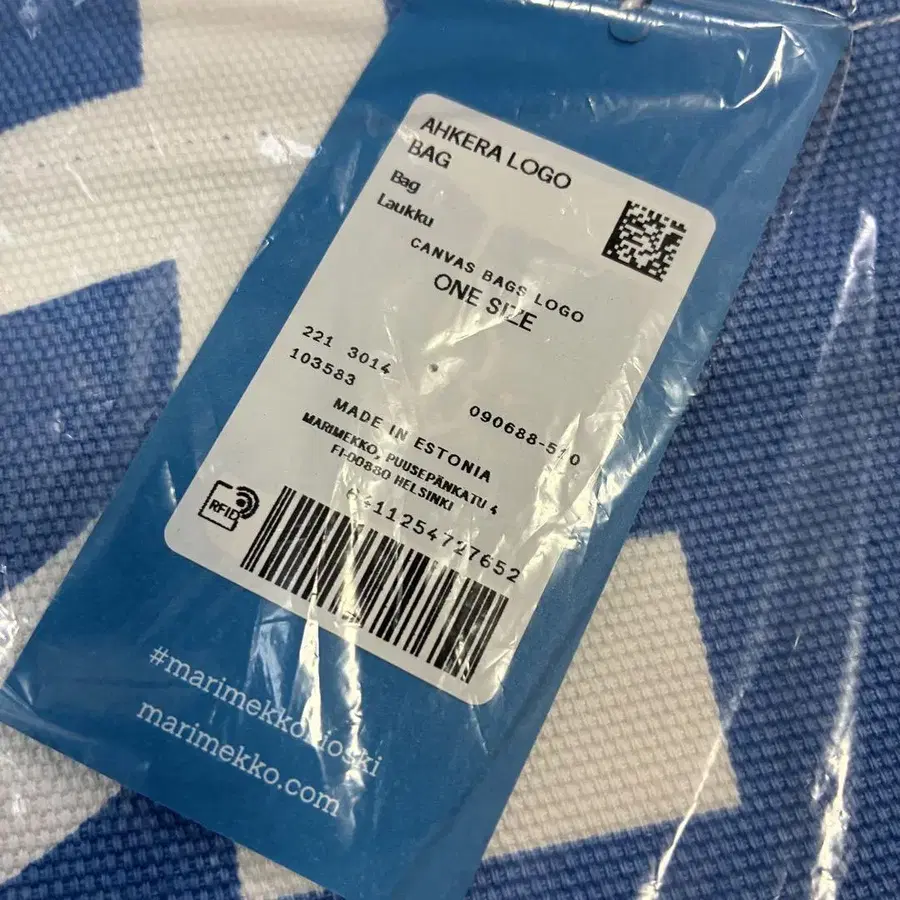 AHKERA LOGO
BAG
Bag
Laukku
CANVAS BAGS LOGO
ONE SIZE
221 3014
103583
090688-510
MADE IN ESTONIA
MARIMEKKO, PUUSEPÄNKATU 4
FI-00880 HELSINKI
RFID
6411254727652
#marimekkokioski
marimekko.com